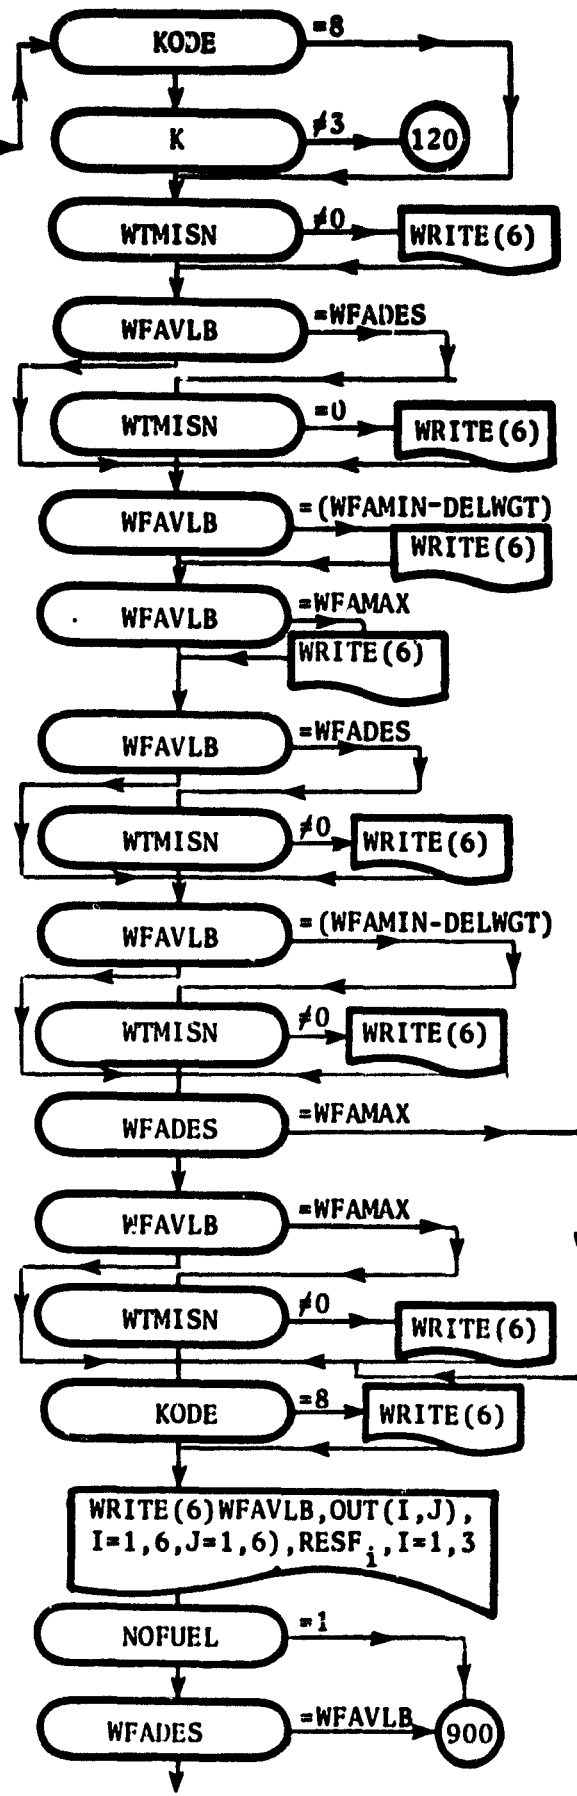 KODE =8
K ≠3 120
WTMISN ≠0 WRITE(6)
WFAVLB =WFADES
WTMISN =0 WRITE(6)
WFAVLB =(WFAMIN-DELWGT)
WRITE(6)
WFAVLB =WFAMAX
WRITE(6)
WFAVLB =WFADES
WTMISN ≠0 WRITE(6)
WFAVLB =(WFAMIN-DELWGT)
WTMISN ≠0 WRITE(6)
WFADES =WFAMAX
WFAVLB =WFAMAX
WTMISN ≠0 WRITE(6)
KODE =8 WRITE(6)
WRITE(6)WFAVLB,OUT(I,J),
I=1,6,J=1,6),RESFi,I=1,3
NOFUEL =1
WFADES =WFAVLB 900